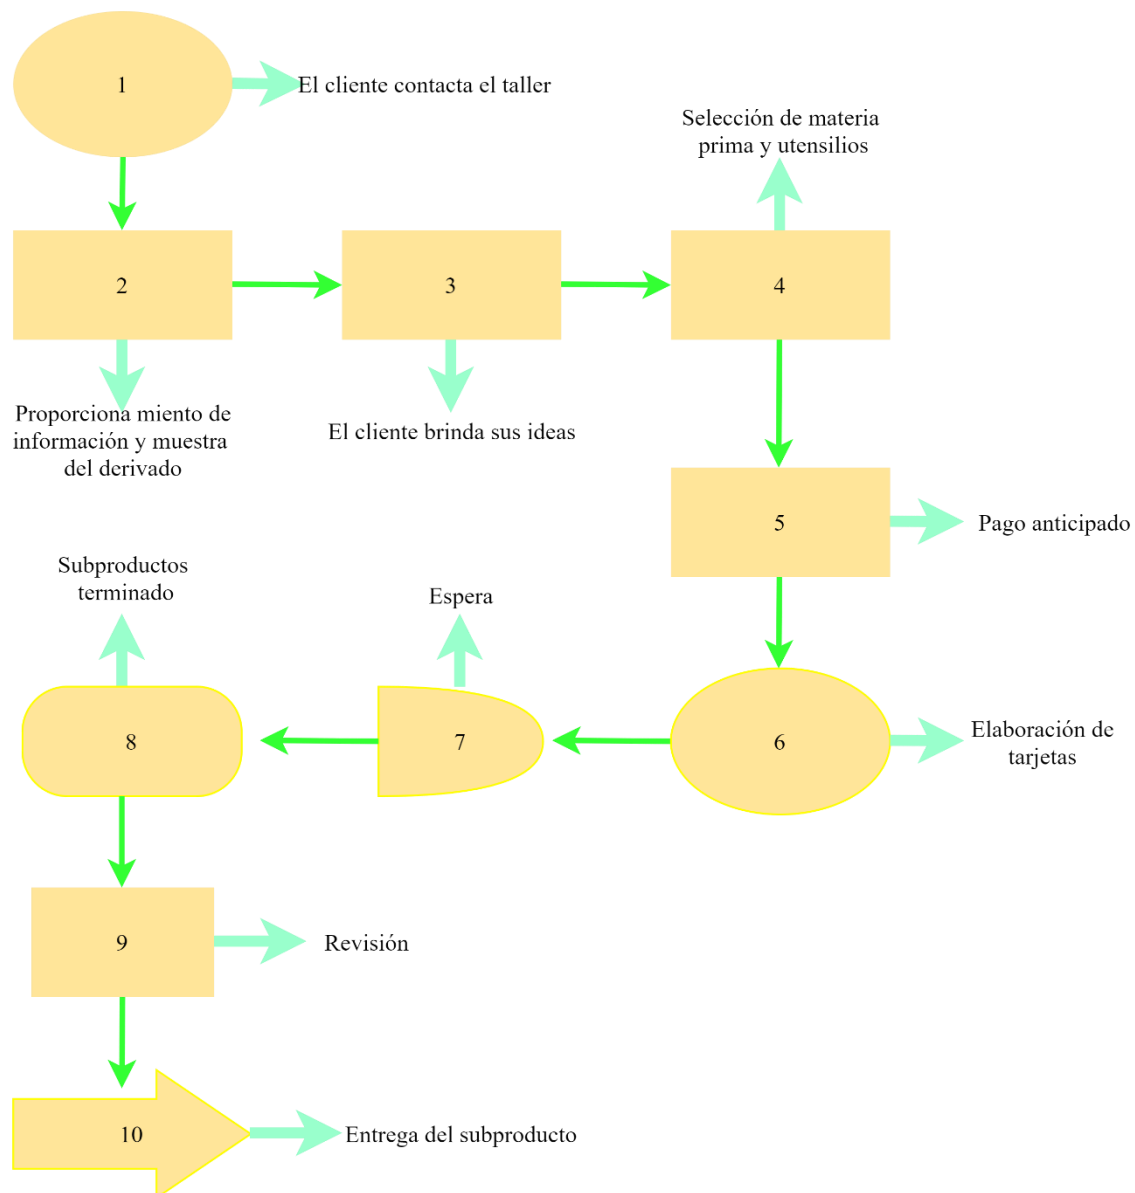 1
El cliente contacta el taller
Selección de materia
prima y utensilios
2
3
4
Proporciona miento de
información y muestra
del derivado
El cliente brinda sus ideas
5
Pago anticipado
Subproductos
terminado
Espera
8
7
6
Elaboración de
tarjetas
9
Revisión
10
Entrega del subproducto